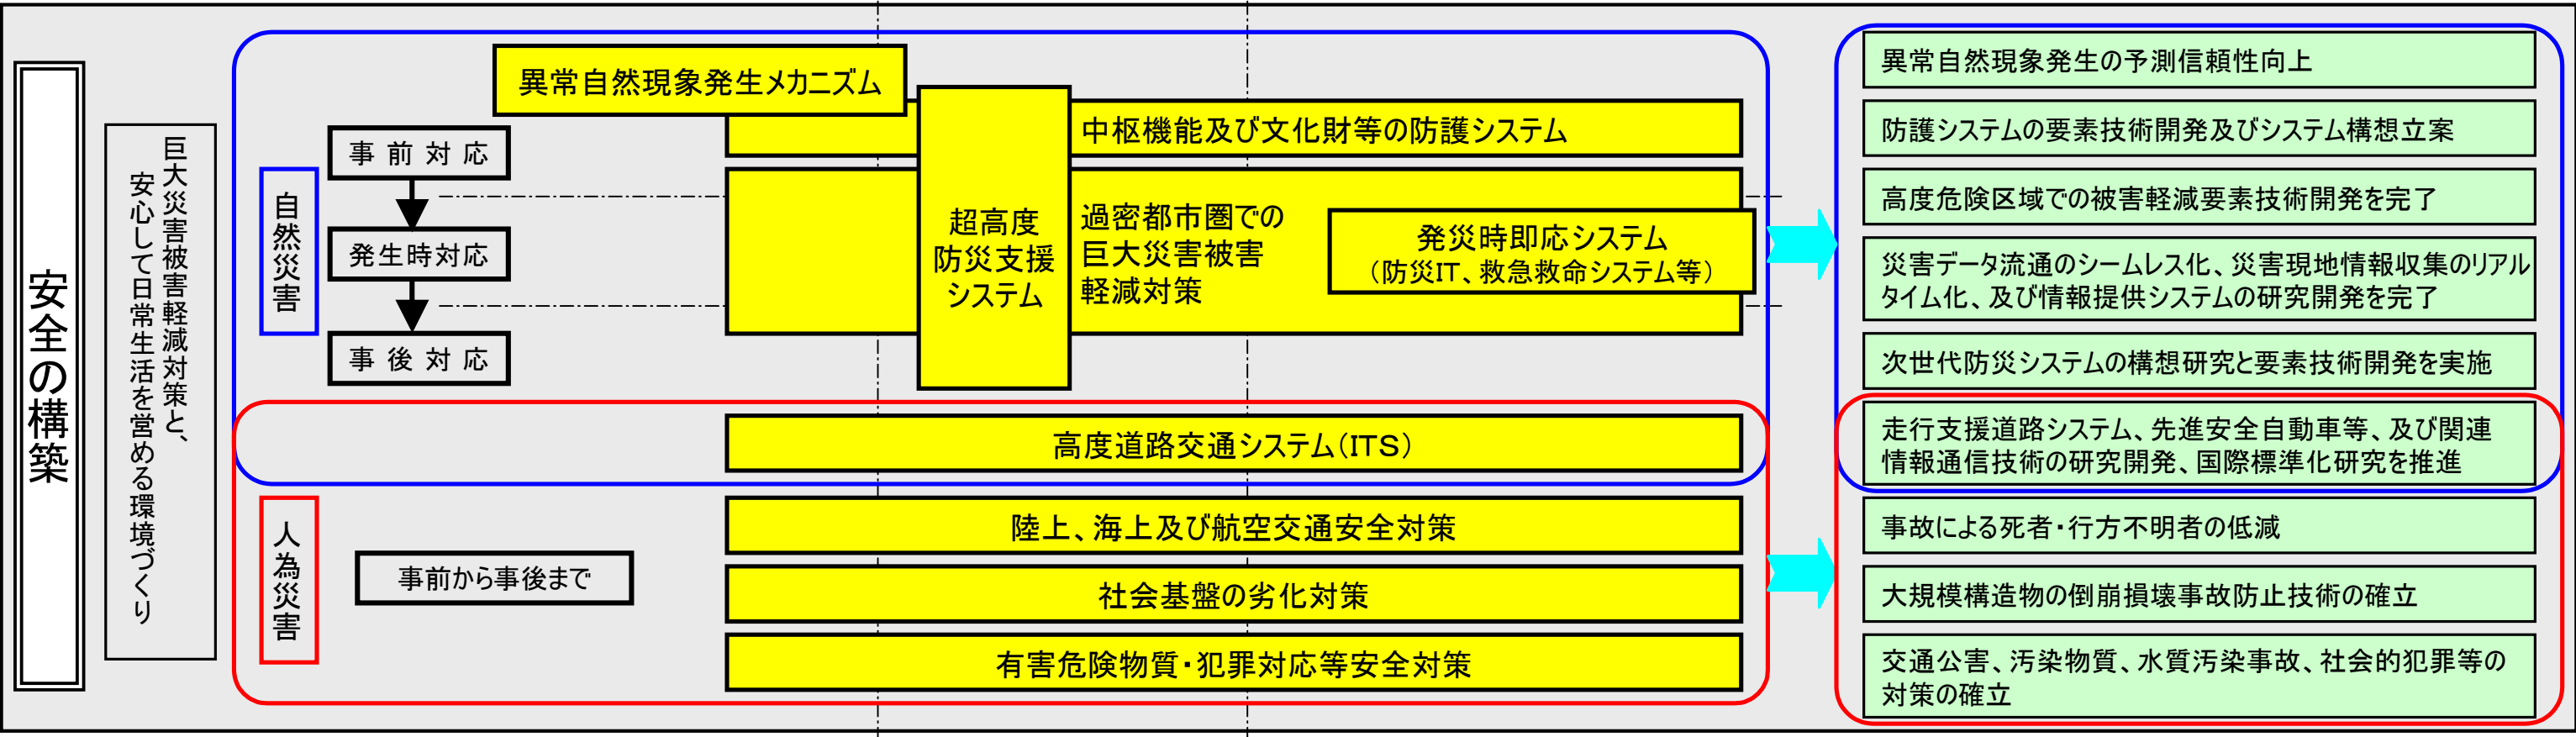 安全の構築
巨大災害被害軽減対策と、
安心して日常生活を営める環境づくり
自然災害
事前対応
発生時対応
事後対応
異常自然現象発生メカニズム
中枢機能及び文化財等の防護システム
超高度
防災支援
システム
過密都市圏での
巨大災害被害
軽減対策
発災時即応システム
（防災IT、救急救命システム等）
高度道路交通システム（ITS）
人為災害
事前から事後まで
陸上、海上及び航空交通安全対策
社会基盤の劣化対策
有害危険物質・犯罪対応等安全対策
異常自然現象発生の予測信頼性向上
防護システムの要素技術開発及びシステム構想立案
高度危険区域での被害軽減要素技術開発を完了
災害データ流通のシームレス化、災害現地情報収集のリアル
タイム化、及び情報提供システムの研究開発を完了
次世代防災システムの構想研究と要素技術開発を実施
走行支援道路システム、先進安全自動車等、及び関連
情報通信技術の研究開発、国際標準化研究を推進
事故による死者・行方不明者の低減
大規模構造物の倒崩損壊事故防止技術の確立
交通公害、汚染物質、水質汚染事故、社会的犯罪等の
対策の確立